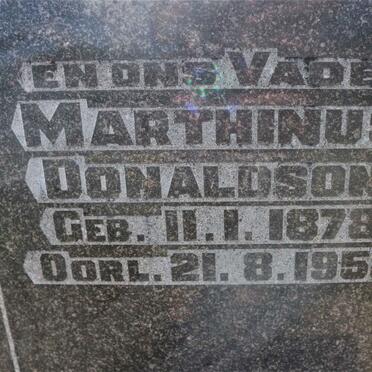 EN ONS VADE
MARTHINUS
DONALDSON
GEB. 11.1.1878
OORL. 21.8.195